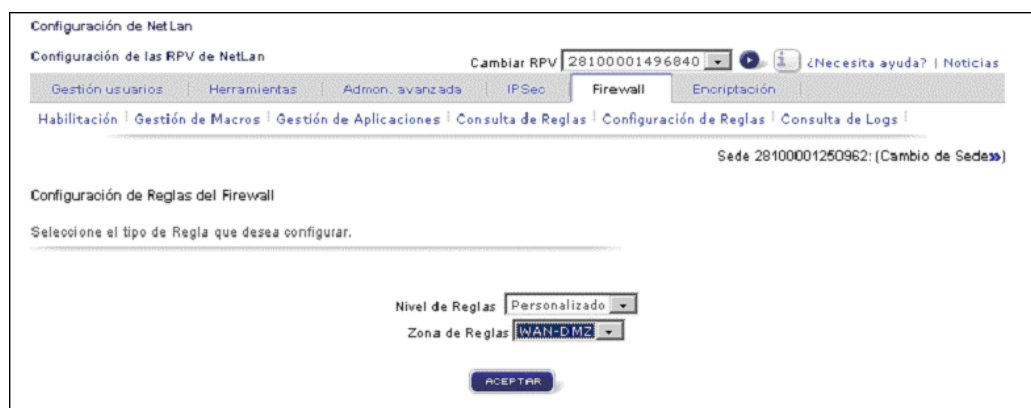 Configuración de NetLan
Configuración de las RPV de NetLan
Cambiar RPV 28100001496840 i ¿Necesita ayuda? | Noticias
Gestión usuarios | Herramientas | Admon. avanzada | IPSec Firewall Encriptación |
Habilitación | Gestión de Macros | Gestión de Aplicaciones | Consulta de Reglas | Configuración de Reglas | Consulta de Logs |
Sede 28100001250962: (Cambio de Sede»)
Configuración de Reglas del Firewall
Seleccione el tipo de Regla que desea configurar.
Nivel de Reglas Personalizado
Zona de Reglas WAN-DMZ
ACEPTAR